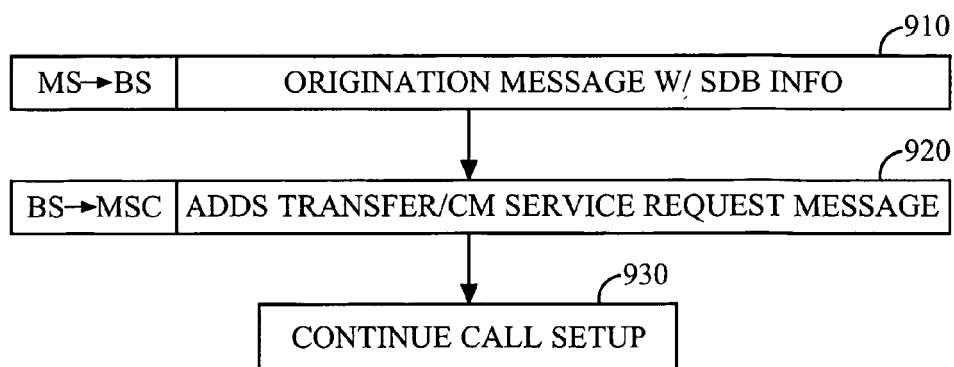 910
MS→BS ORIGINATION MESSAGE W/ SDB INFO
920
BS→MSC ADDS TRANSFER/CM SERVICE REQUEST MESSAGE
930
CONTINUE CALL SETUP